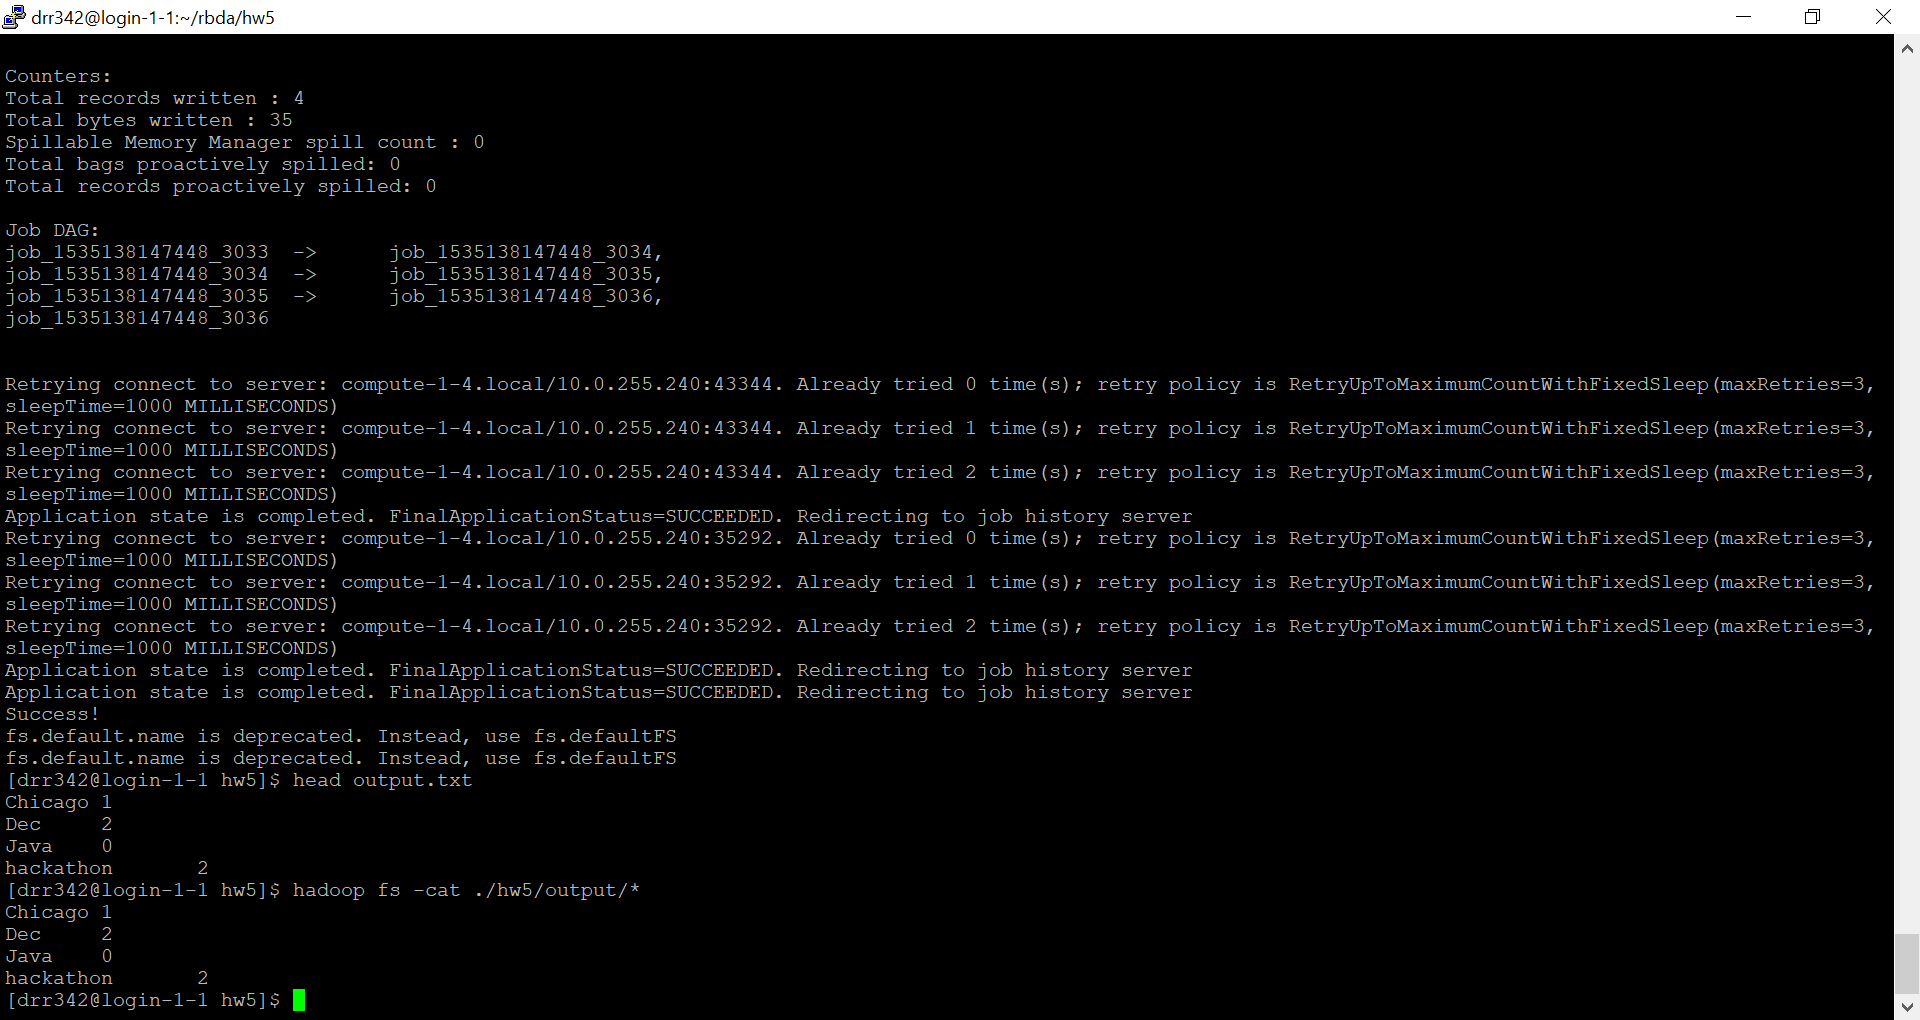 drr342@login-1-1:~/rbda/hw5
Counters:
Total records written : 4
Total bytes written : 35
Spillable Memory Manager spill count : 0
Total bags proactively spilled: 0
Total records proactively spilled: 0
Job DAG:
job_1535138147448_3033  ->      job_1535138147448_3034,
job_1535138147448_3034  ->      job_1535138147448_3035,
job_1535138147448_3035  ->      job_1535138147448_3036,
job_1535138147448_3036
Retrying connect to server: compute-1-4.local/10.0.255.240:43344. Already tried 0 time(s); retry policy is RetryUpToMaximumCountWithFixedSleep(maxRetries=3,
sleepTime=1000 MILLISECONDS)
Retrying connect to server: compute-1-4.local/10.0.255.240:43344. Already tried 1 time(s); retry policy is RetryUpToMaximumCountWithFixedSleep(maxRetries=3,
sleepTime=1000 MILLISECONDS)
Retrying connect to server: compute-1-4.local/10.0.255.240:43344. Already tried 2 time(s); retry policy is RetryUpToMaximumCountWithFixedSleep(maxRetries=3,
sleepTime=1000 MILLISECONDS)
Application state is completed. FinalApplicationStatus=SUCCEEDED. Redirecting to job history server
Retrying connect to server: compute-1-4.local/10.0.255.240:35292. Already tried 0 time(s); retry policy is RetryUpToMaximumCountWithFixedSleep(maxRetries=3,
sleepTime=1000 MILLISECONDS)
Retrying connect to server: compute-1-4.local/10.0.255.240:35292. Already tried 1 time(s); retry policy is RetryUpToMaximumCountWithFixedSleep(maxRetries=3,
sleepTime=1000 MILLISECONDS)
Retrying connect to server: compute-1-4.local/10.0.255.240:35292. Already tried 2 time(s); retry policy is RetryUpToMaximumCountWithFixedSleep(maxRetries=3,
sleepTime=1000 MILLISECONDS)
Application state is completed. FinalApplicationStatus=SUCCEEDED. Redirecting to job history server
Application state is completed. FinalApplicationStatus=SUCCEEDED. Redirecting to job history server
Success!
fs.default.name is deprecated. Instead, use fs.defaultFS
fs.default.name is deprecated. Instead, use fs.defaultFS
[drr342@login-1-1 hw5]$ head output.txt
Chicago 1
Dec     2
Java    0
hackathon       2
[drr342@login-1-1 hw5]$ hadoop fs -cat ./hw5/output/*
Chicago 1
Dec     2
Java    0
hackathon       2
[drr342@login-1-1 hw5]$